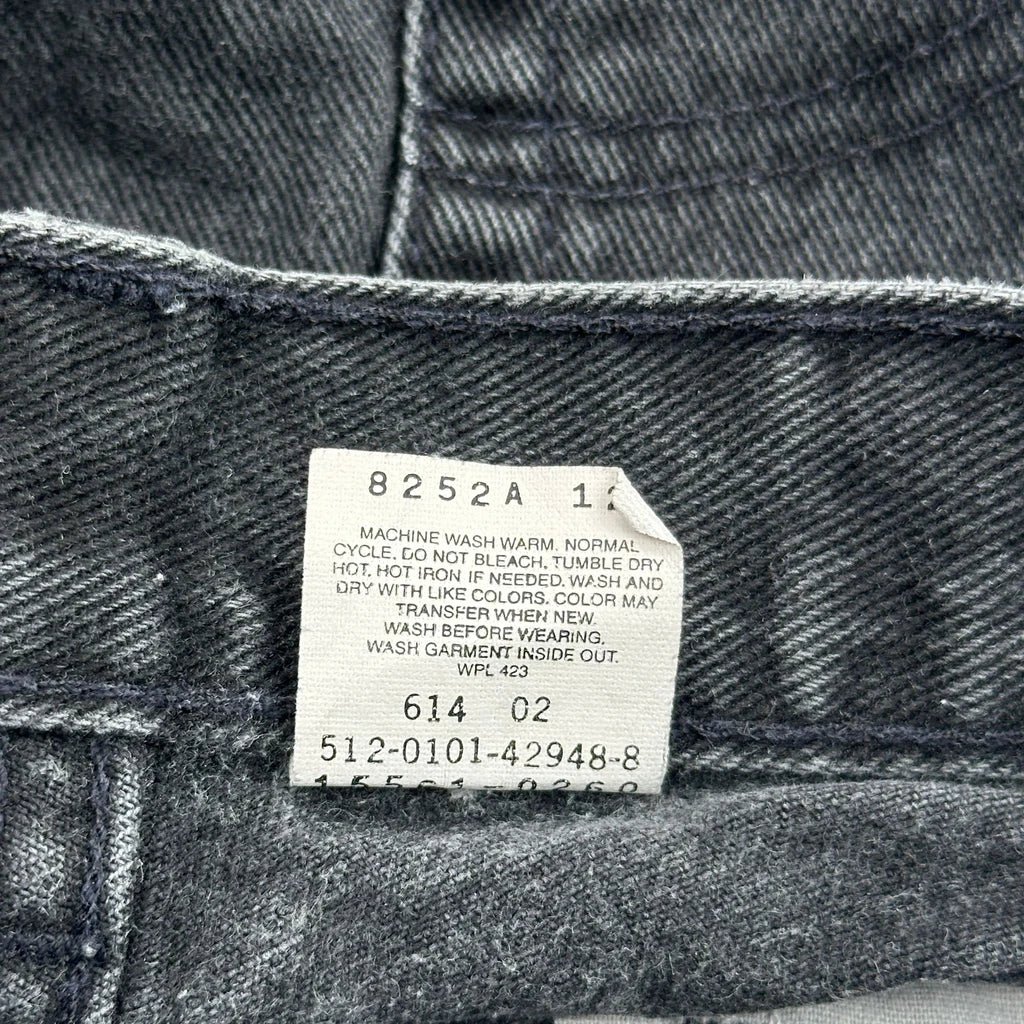 8252A 12
MACHINE WASH WARM. NORMAL
CYCLE. DO NOT BLEACH. TUMBLE DRY
HOT. HOT IRON IF NEEDED. WASH AND
DRY WITH LIKE COLORS. COLOR MAY
TRANSFER WHEN NEW.
WASH BEFORE WEARING.
WASH GARMENT INSIDE OUT.
WPL 423
614 02
512-0101-42948-8